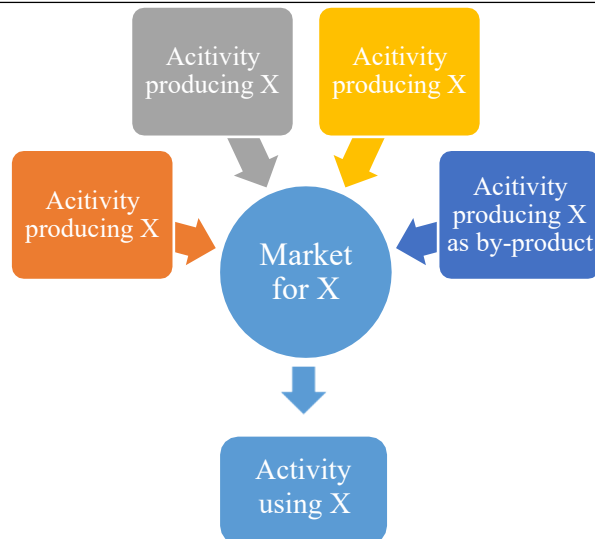 Acitivity
producing X
Acitivity
producing X
Acitivity
producing X
Acitivity
producing X
as by-product
Market
for X
Activity
using X